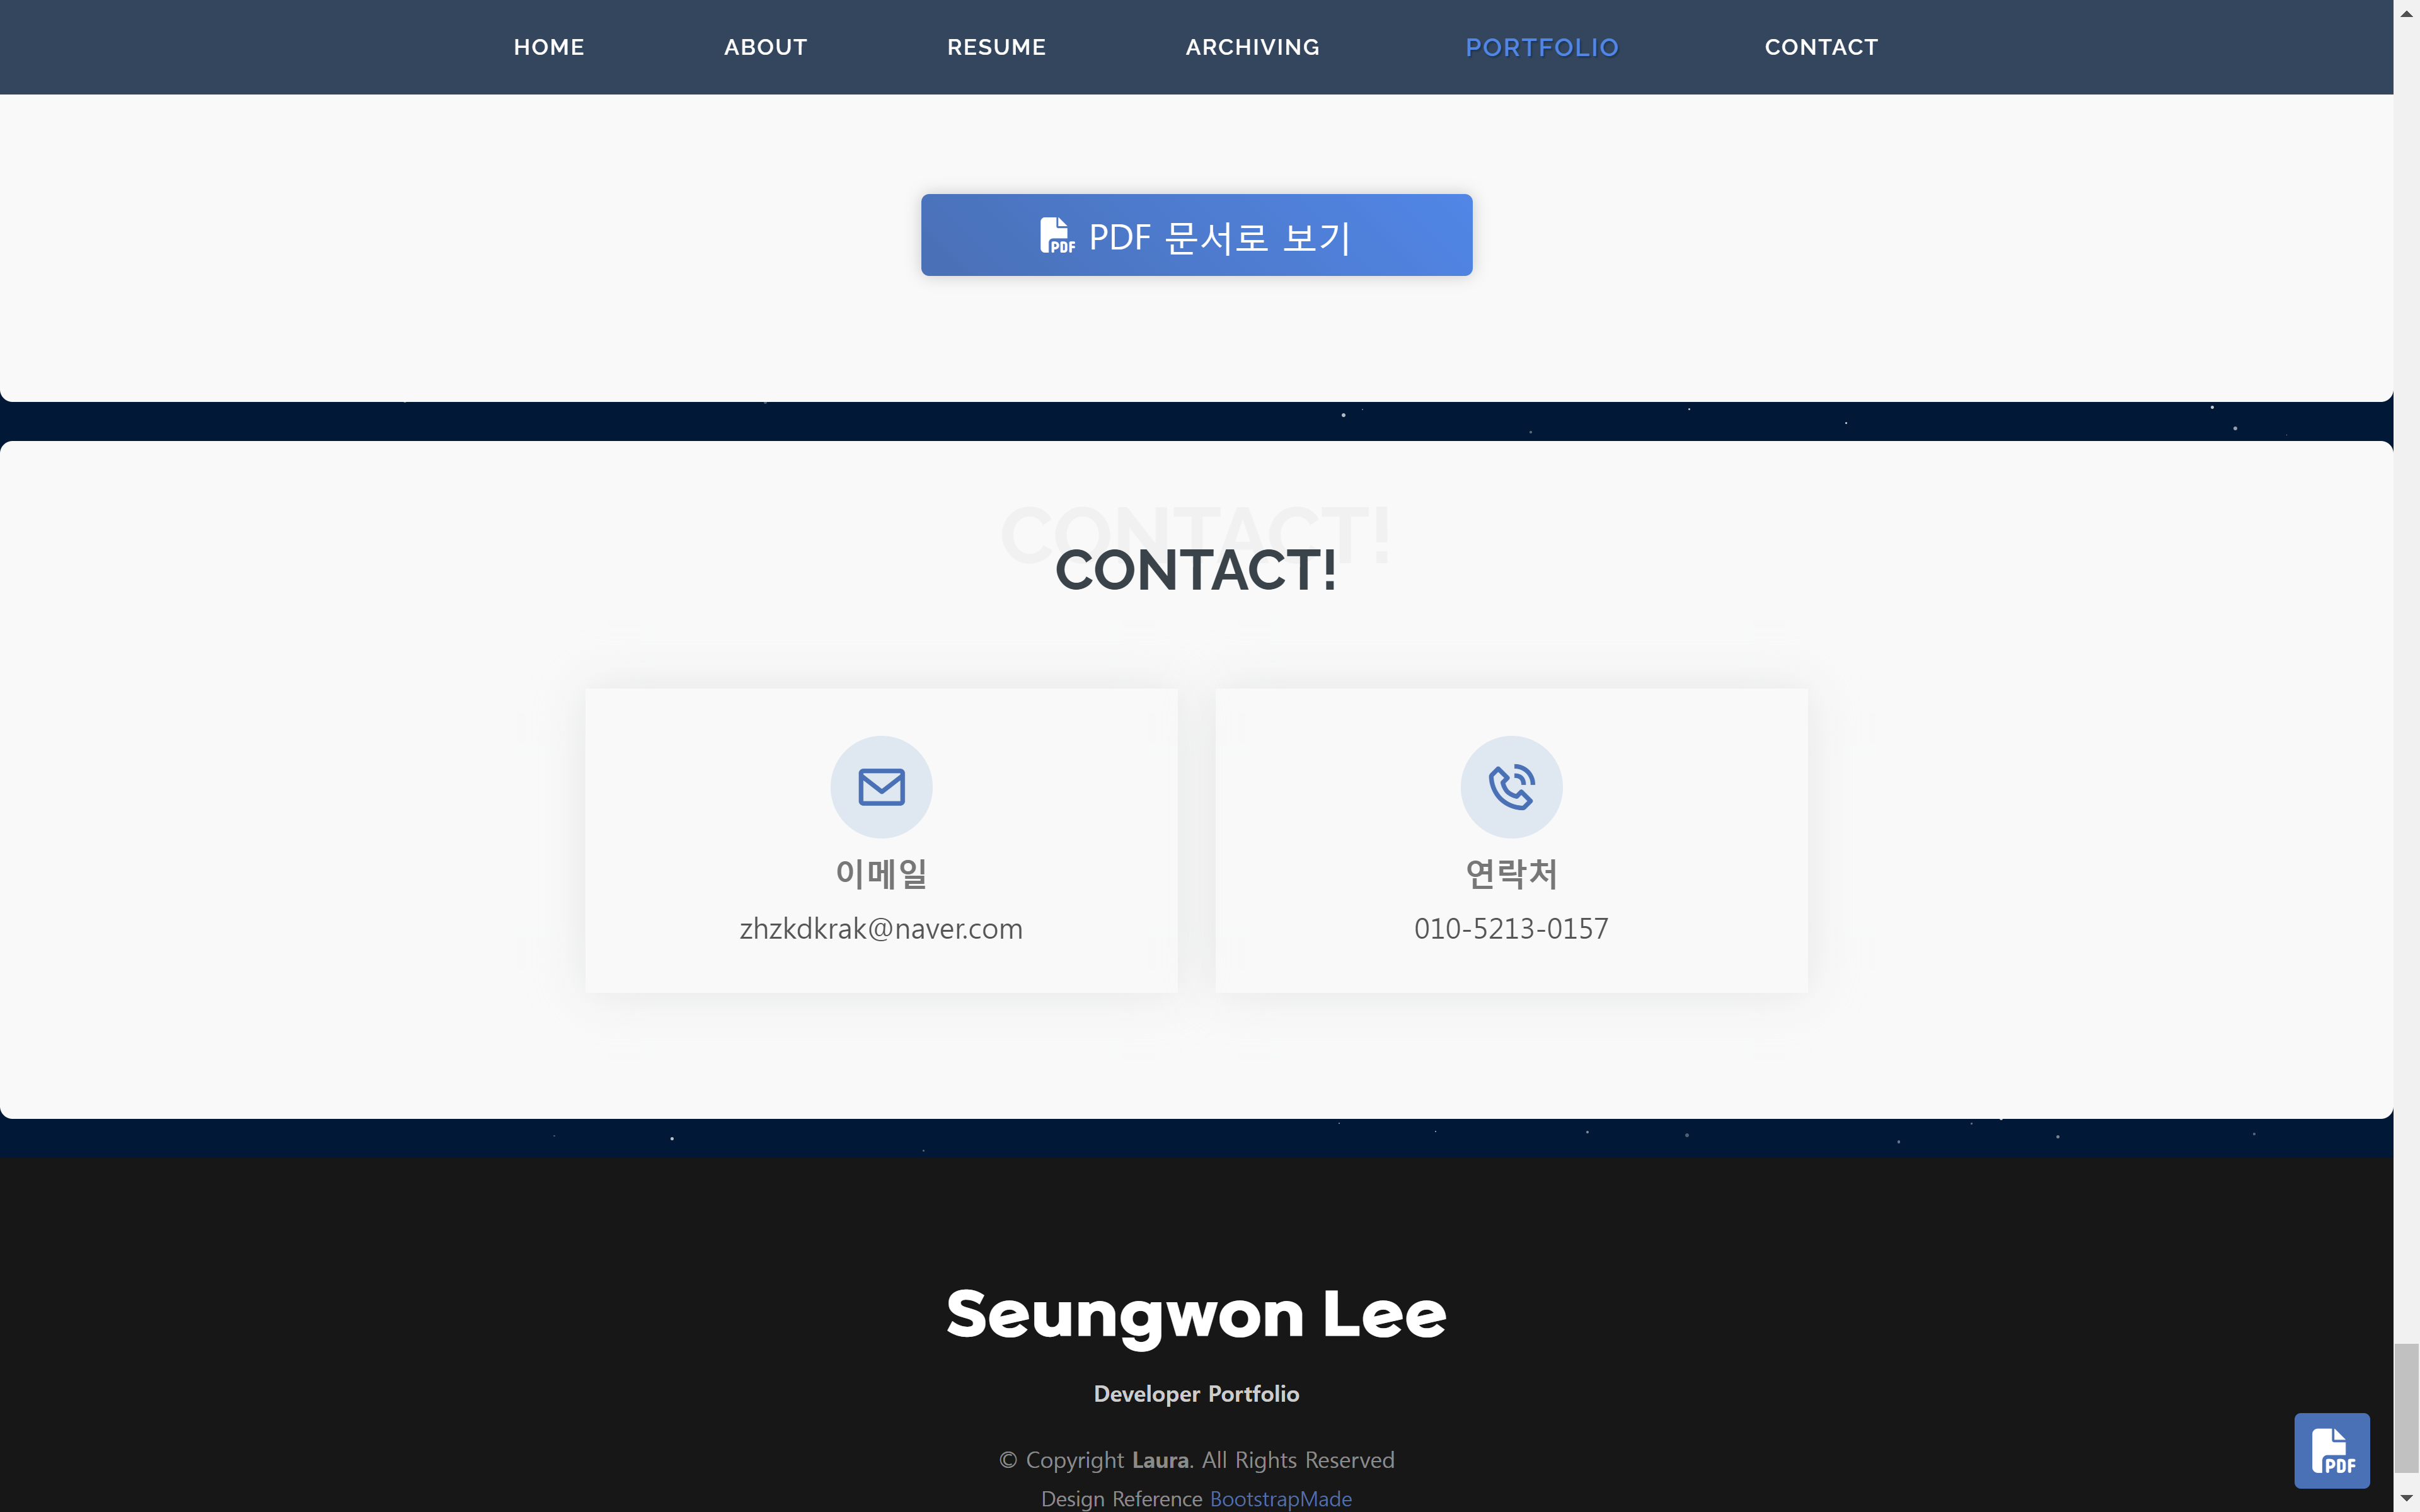 HOME ABOUT RESUME ARCHIVING PORTFOLIO CONTACT
PDF PDF 문서로 보기
CONTACT!
CONTACT!
이메일
zhzkdkrak@naver.com
연락처
010-5213-0157
Seungwon Lee
Developer Portfolio
© Copyright Laura. All Rights Reserved
Design Reference BootstrapMade
PDF